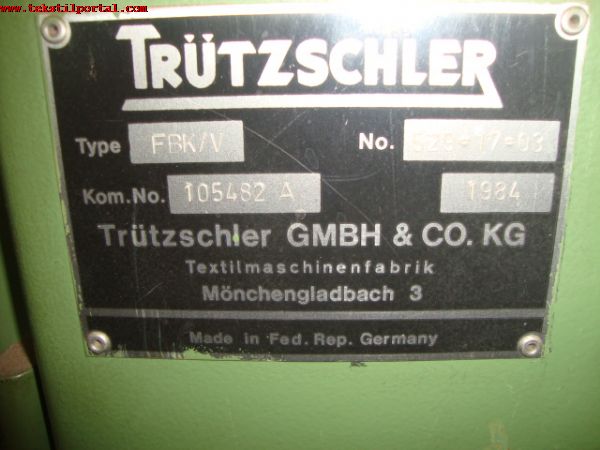 www.tekstilportal.com
TRÜTZSCHLER
Type FBK/V No.
Kom.No. 105482 A 1984
Trützschler GMBH & CO. KG
Textilmaschinenfabrik
Mönchengladbach 3
Made in Fed. Rep. Germany